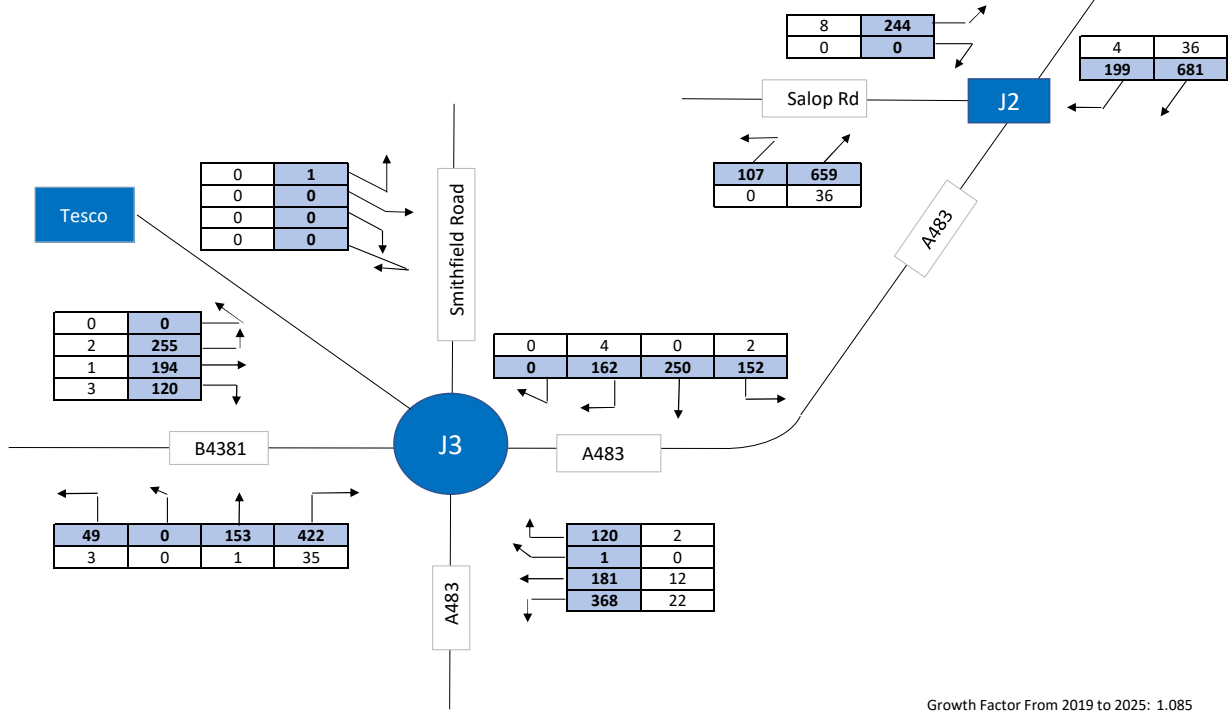 8 244
0 0
4 36
199 681
Salop Rd
J2
107 659
0 36
A483
0 1
0 0
0 0
0 0
Tesco
Smithfield Road
0 0
2 255
1 194
3 120
0 4 0 2
0 162 250 152
B4381
J3
A483
49 0 153 422
3 0 1 35
120 2
1 0
181 12
368 22
A483
Growth Factor From 2019 to 2025: 1.085